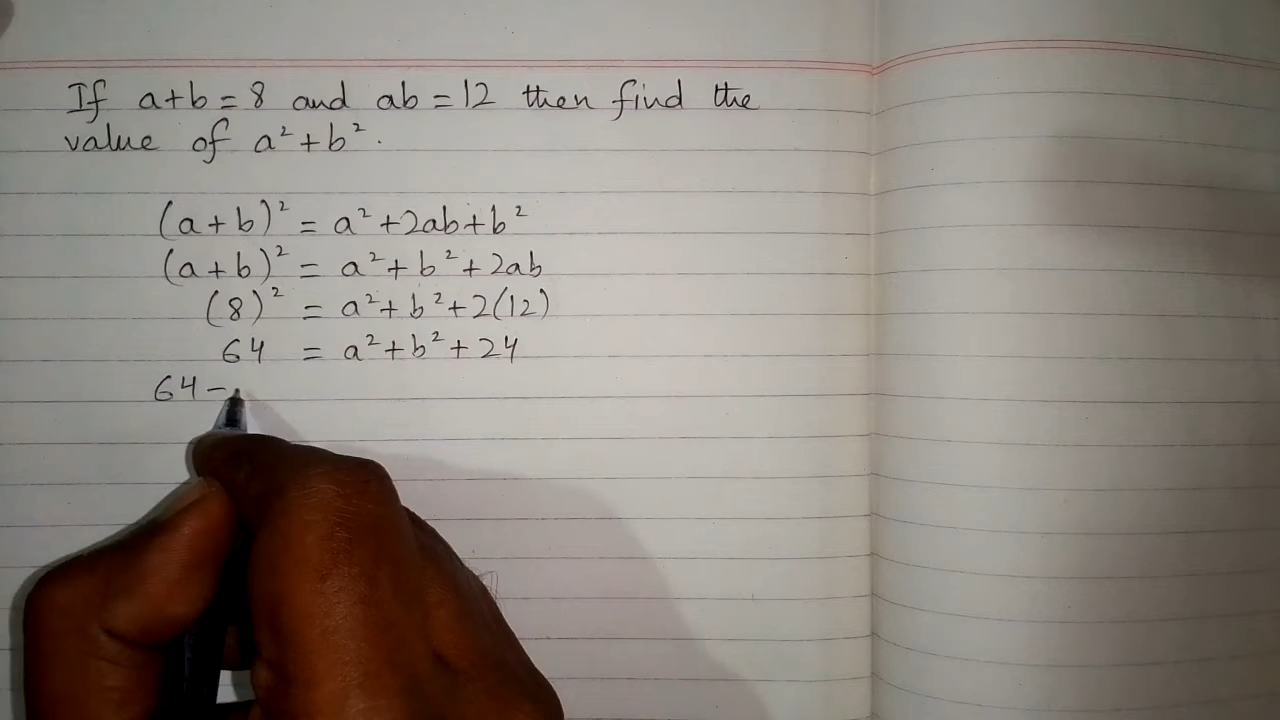 If a+b=8 and ab=12 then find the
value of a²+b².
(a+b)² = a²+2ab+b²
(a+b)² = a²+b²+2ab
(8)² = a²+b²+2(12)
64 = a²+b²+24
64-